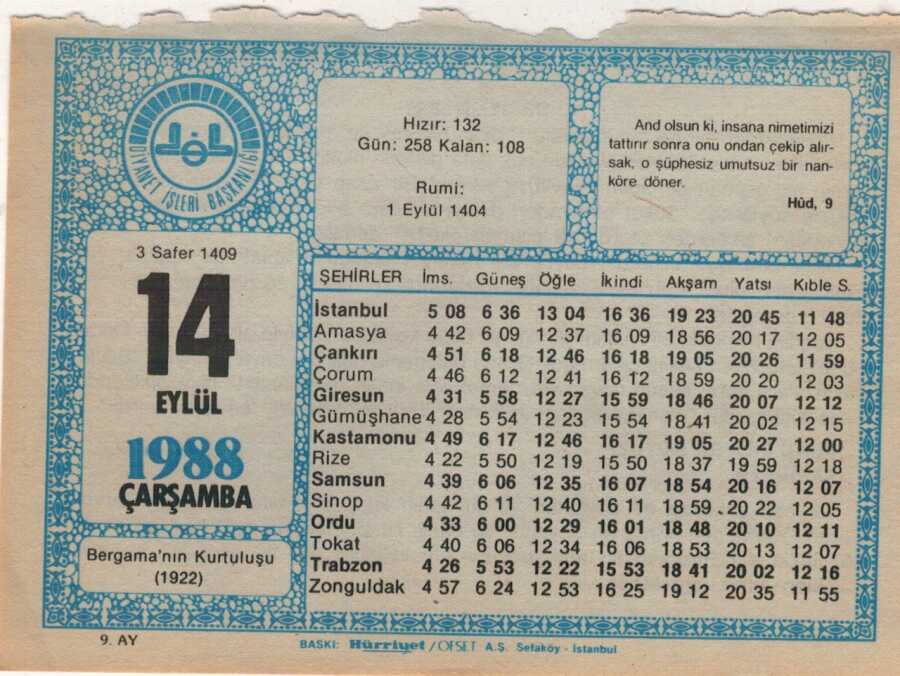 DİYANET İŞLERİ BAŞKANLIĞI
Hızır: 132
Gün: 258 Kalan: 108
Rumi:
1 Eylül 1404
And olsun ki, insana nimetimizi
tattırır sonra onu ondan çekip alır-
sak, o şüphesiz umutsuz bir nan-
köre döner.
Hûd, 9
3 Safer 1409
14
EYLÜL
1988
ÇARŞAMBA
Bergama'nın Kurtuluşu
(1922)
ŞEHİRLER İms. Güneş Öğle İkindi Akşam Yatsı Kıble S.
İstanbul 5 08 6 36 13 04 16 36 19 23 20 45 11 48
Amasya 4 42 6 09 12 37 16 09 18 56 20 17 12 05
Çankırı 4 51 6 18 12 46 16 18 19 05 20 26 11 59
Çorum 4 46 6 12 12 41 16 12 18 59 20 20 12 03
Giresun 4 31 5 58 12 27 15 59 18 46 20 07 12 12
Gümüşhane 4 28 5 54 12 23 15 54 18 41 20 02 12 15
Kastamonu 4 49 6 17 12 46 16 17 19 05 20 27 12 00
Rize 4 22 5 50 12 19 15 50 18 37 19 59 12 18
Samsun 4 39 6 06 12 35 16 07 18 54 20 16 12 07
Sinop 4 42 6 11 12 40 16 11 18 59 20 22 12 05
Ordu 4 33 6 00 12 29 16 01 18 48 20 10 12 11
Tokat 4 40 6 06 12 34 16 06 18 53 20 13 12 07
Trabzon 4 26 5 53 12 22 15 53 18 41 20 02 12 16
Zonguldak 4 57 6 24 12 53 16 25 19 12 20 35 11 55
9. AY
BASKI: Hürriyet / OFSET A.Ş. Sefaköy - İstanbul